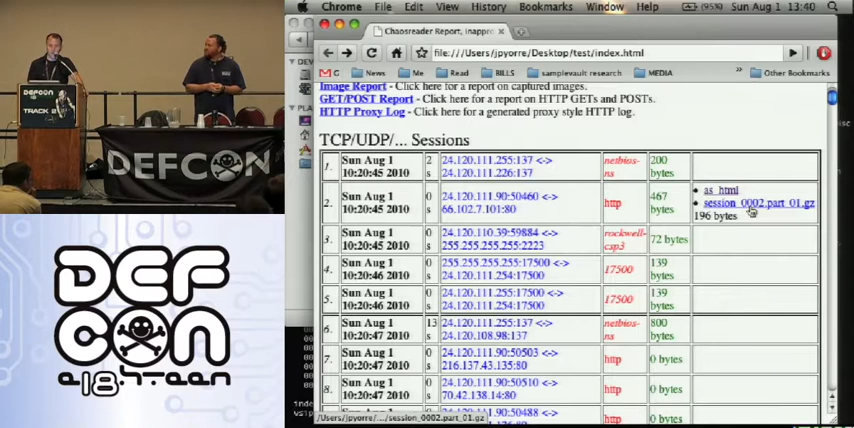 Chrome File Edit View History Bookmarks Window Help (95%) Sun Aug 1 13:40
Chaosreader Report, inappro
file:///Users/jpyorre/Desktop/test/index.html
G News Me Read BILLS samplevault research MEDIA » Other Bookmarks
Image Report - Click here for a report on captured images.
GET/POST Report - Click here for a report on HTTP GETs and POSTs.
HTTP Proxy Log - Click here for a generated proxy style HTTP log.
TCP/UDP/... Sessions
1. Sun Aug 1 10:20:45 2010 2 s 24.120.111.255:137 <-> 24.120.111.226:137 netbios-ns 200 bytes
2. Sun Aug 1 10:20:45 2010 0 s 24.120.111.90:50460 <-> 66.102.7.101:80 http 467 bytes
as_html
session_0002.part_01.gz
196 bytes
3. Sun Aug 1 10:20:45 2010 0 s 24.120.110.39:59884 <-> 255.255.255.255:2223 rockwell-csp3 72 bytes
4. Sun Aug 1 10:20:46 2010 0 s 255.255.255.255:17500 <-> 24.120.111.254:17500 17500 139 bytes
5. Sun Aug 1 10:20:46 2010 0 s 24.120.111.255:17500 <-> 24.120.111.254:17500 17500 139 bytes
6. Sun Aug 1 10:20:47 2010 13 s 24.120.111.255:137 <-> 24.120.108.98:137 netbios-ns 800 bytes
7. Sun Aug 1 10:20:47 2010 0 s 24.120.111.90:50503 <-> 216.137.43.135:80 http 0 bytes
8. Sun Aug 1 10:20:47 2010 0 s 24.120.111.90:50510 <-> 70.42.138.14:80 http 0 bytes
Sun Aug 1 24.120.111.90:50488 <->
/Users/jpyorre/.../session_0002.part_01.gz
DEFCON
TRACK 2
DEFCON
DEF
CON